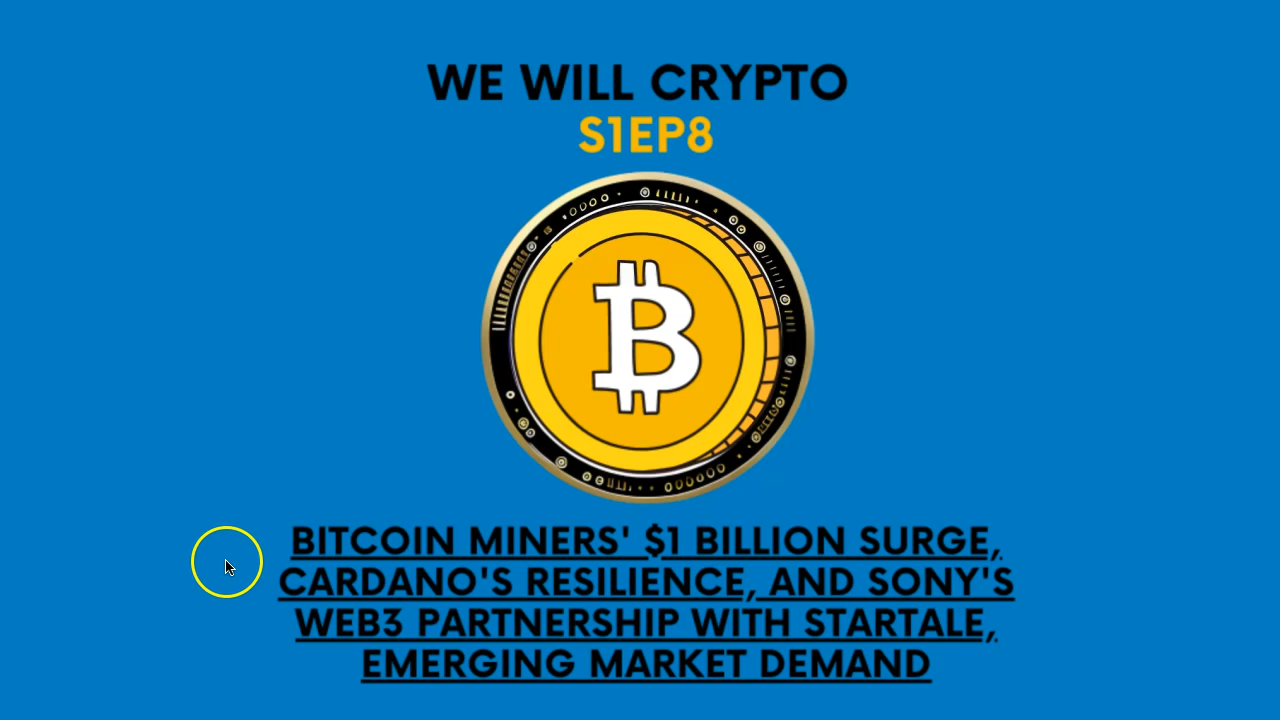 WE WILL CRYPTO
S1EP8
BITCOIN MINERS' $1 BILLION SURGE,
CARDANO'S RESILIENCE, AND SONY'S
WEB3 PARTNERSHIP WITH STARTALE,
EMERGING MARKET DEMAND